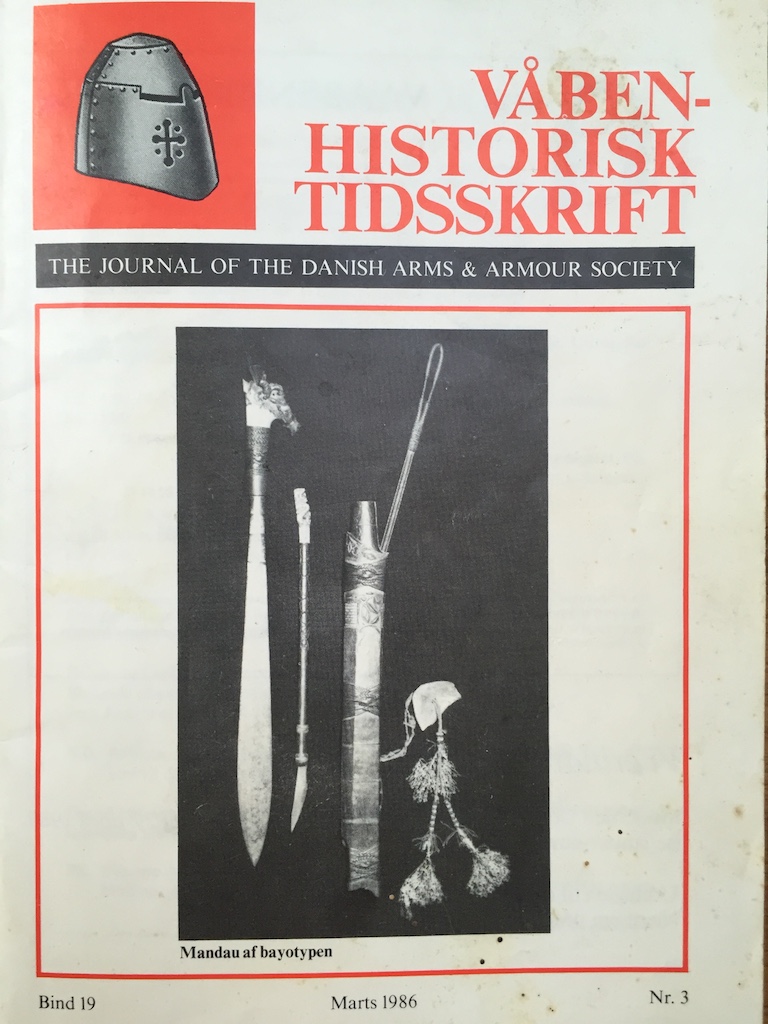 VÅBEN-
HISTORISK
TIDSSKRIFT
THE JOURNAL OF THE DANISH ARMS & ARMOUR SOCIETY
Mandau af bayotypen
Bind 19 Marts 1986 Nr. 3